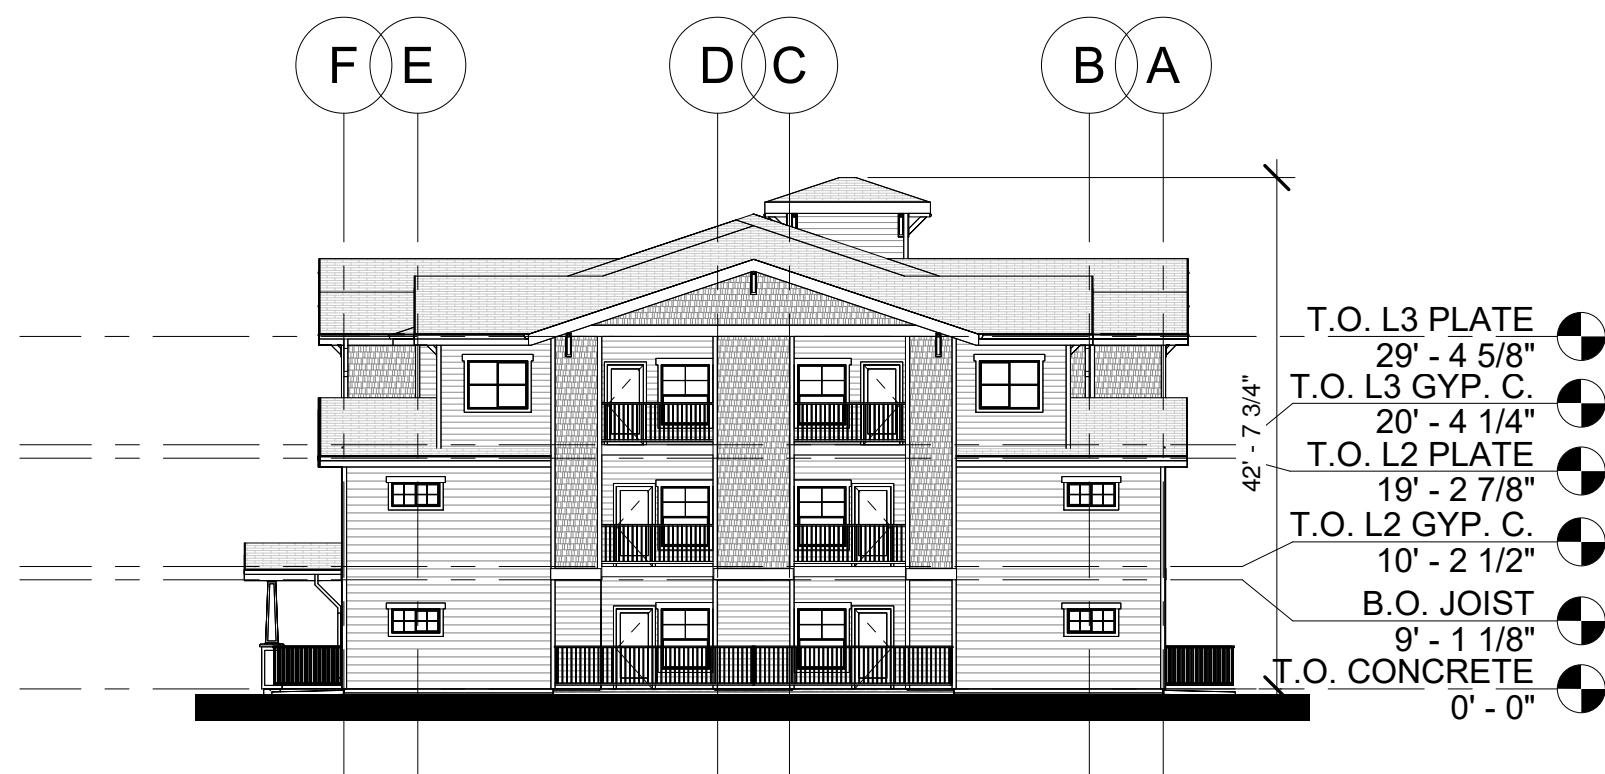 F E D C B A
T.O. L3 PLATE
29' - 4 5/8"
T.O. L3 GYP. C.
20' - 4 1/4"
T.O. L2 PLATE
19' - 2 7/8"
T.O. L2 GYP. C.
10' - 2 1/2"
B.O. JOIST
9' - 1 1/8"
T.O. CONCRETE
0' - 0"
42' - 7 3/4"